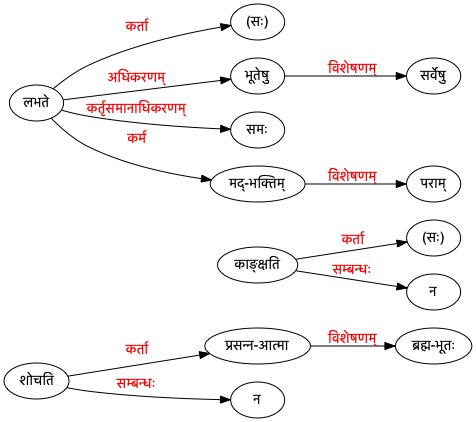 कर्ता
(सः)
अधिकरणम्
भूतेषु
विशेषणम्
सर्वेषु
लभते
कर्तृसमानाधिकरणम्
समः
कर्म
मद्-भक्तिम्
विशेषणम्
पराम्
कर्ता
(सः)
काङ्क्षति
सम्बन्धः
न
कर्ता
प्रसन्न-आत्मा
विशेषणम्
ब्रह्म-भूतः
शोचति
सम्बन्धः
न